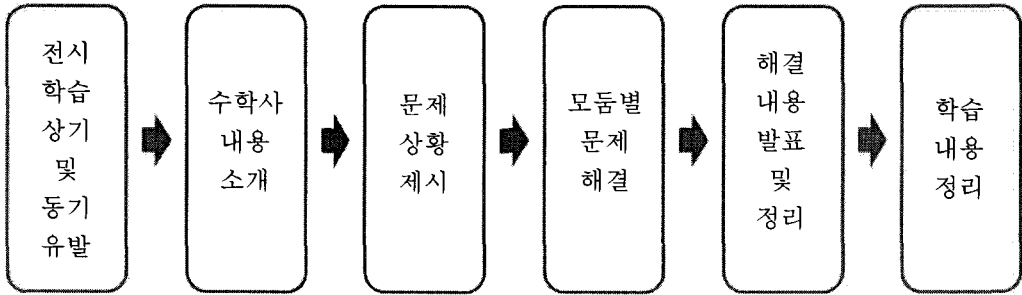 전시
학습
상기
및
동기
유발
수학사
내용
소개
문제
상황
제시
모둠별
문제
해결
해결
내용
발표
및
정리
학습
내용
정리